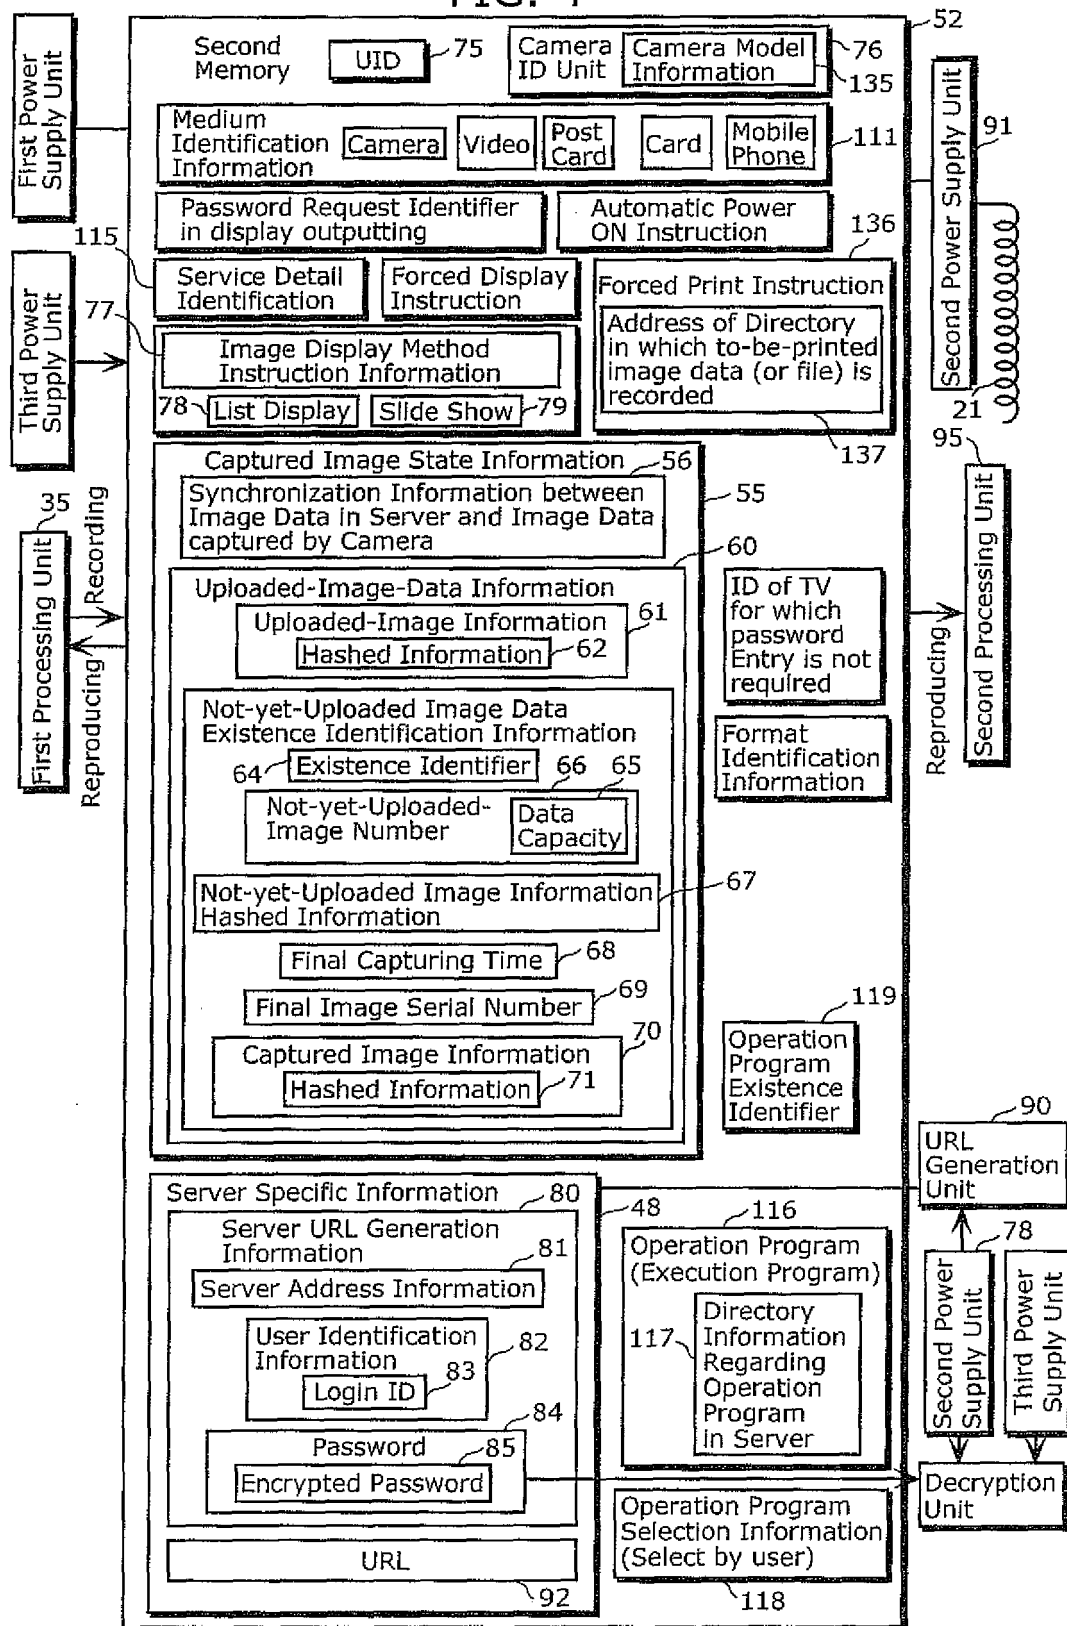 52
Second Memory
UID
75
Camera ID Unit
Camera Model Information
76
135
First Power Supply Unit
Medium Identification Information
Camera
Video
Post Card
Card
Mobile Phone
111
Second Power Supply Unit
91
Password Request Identifier in display outputting
Automatic Power ON Instruction
136
115
Service Detail Identification
Forced Display Instruction
Forced Print Instruction
Address of Directory in which to-be-printed image data (or file) is recorded
137
21
77
Third Power Supply Unit
Image Display Method Instruction Information
78
List Display
Slide Show
79
Captured Image State Information
56
Synchronization Information between Image Data in Server and Image Data captured by Camera
55
95
Second Processing Unit
Reproducing
35
First Processing Unit
Recording
Reproducing
60
Uploaded-Image-Data Information
61
Uploaded-Image Information
Hashed Information
62
ID of TV for which password Entry is not required
Not-yet-Uploaded Image Data Existence Identification Information
64
Existence Identifier
66
65
Not-yet-Uploaded-Image Number
Data Capacity
Format Identification Information
Not-yet-Uploaded Image Information Hashed Information
67
Final Capturing Time
68
Final Image Serial Number
69
Captured Image Information
70
Hashed Information
71
119
Operation Program Existence Identifier
90
URL Generation Unit
Server Specific Information
80
48
Server URL Generation Information
81
Server Address Information
User Identification Information
82
Login ID
83
84
Password
85
Encrypted Password
URL
92
116
Operation Program (Execution Program)
117
Directory Information Regarding Operation Program in Server
78
Second Power Supply Unit
Third Power Supply Unit
Decryption Unit
Operation Program Selection Information (Select by user)
118